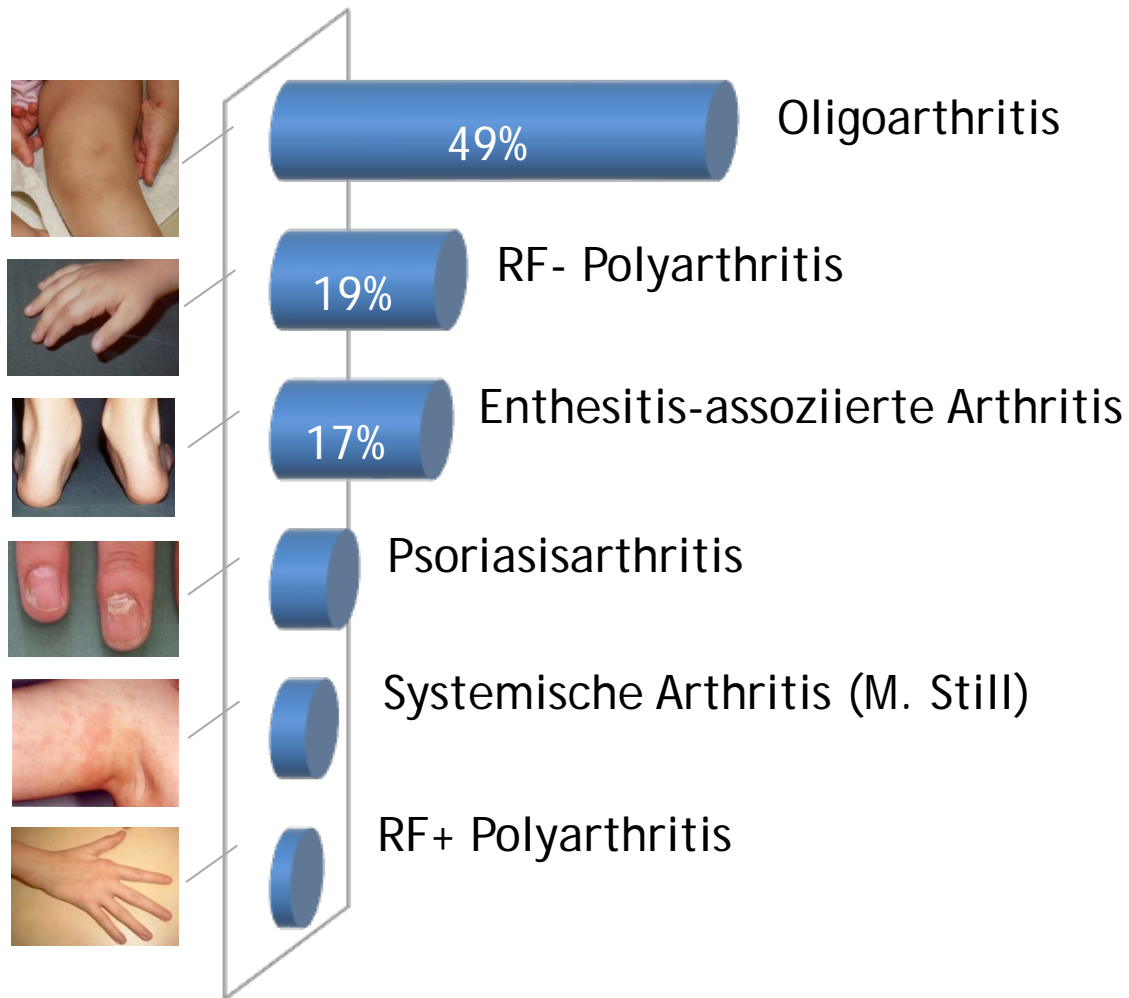 Oligoarthritis
49%
RF- Polyarthritis
19%
Enthesitis-assoziierte Arthritis
17%
Psoriasisarthritis
Systemische Arthritis (M. Still)
RF+ Polyarthritis